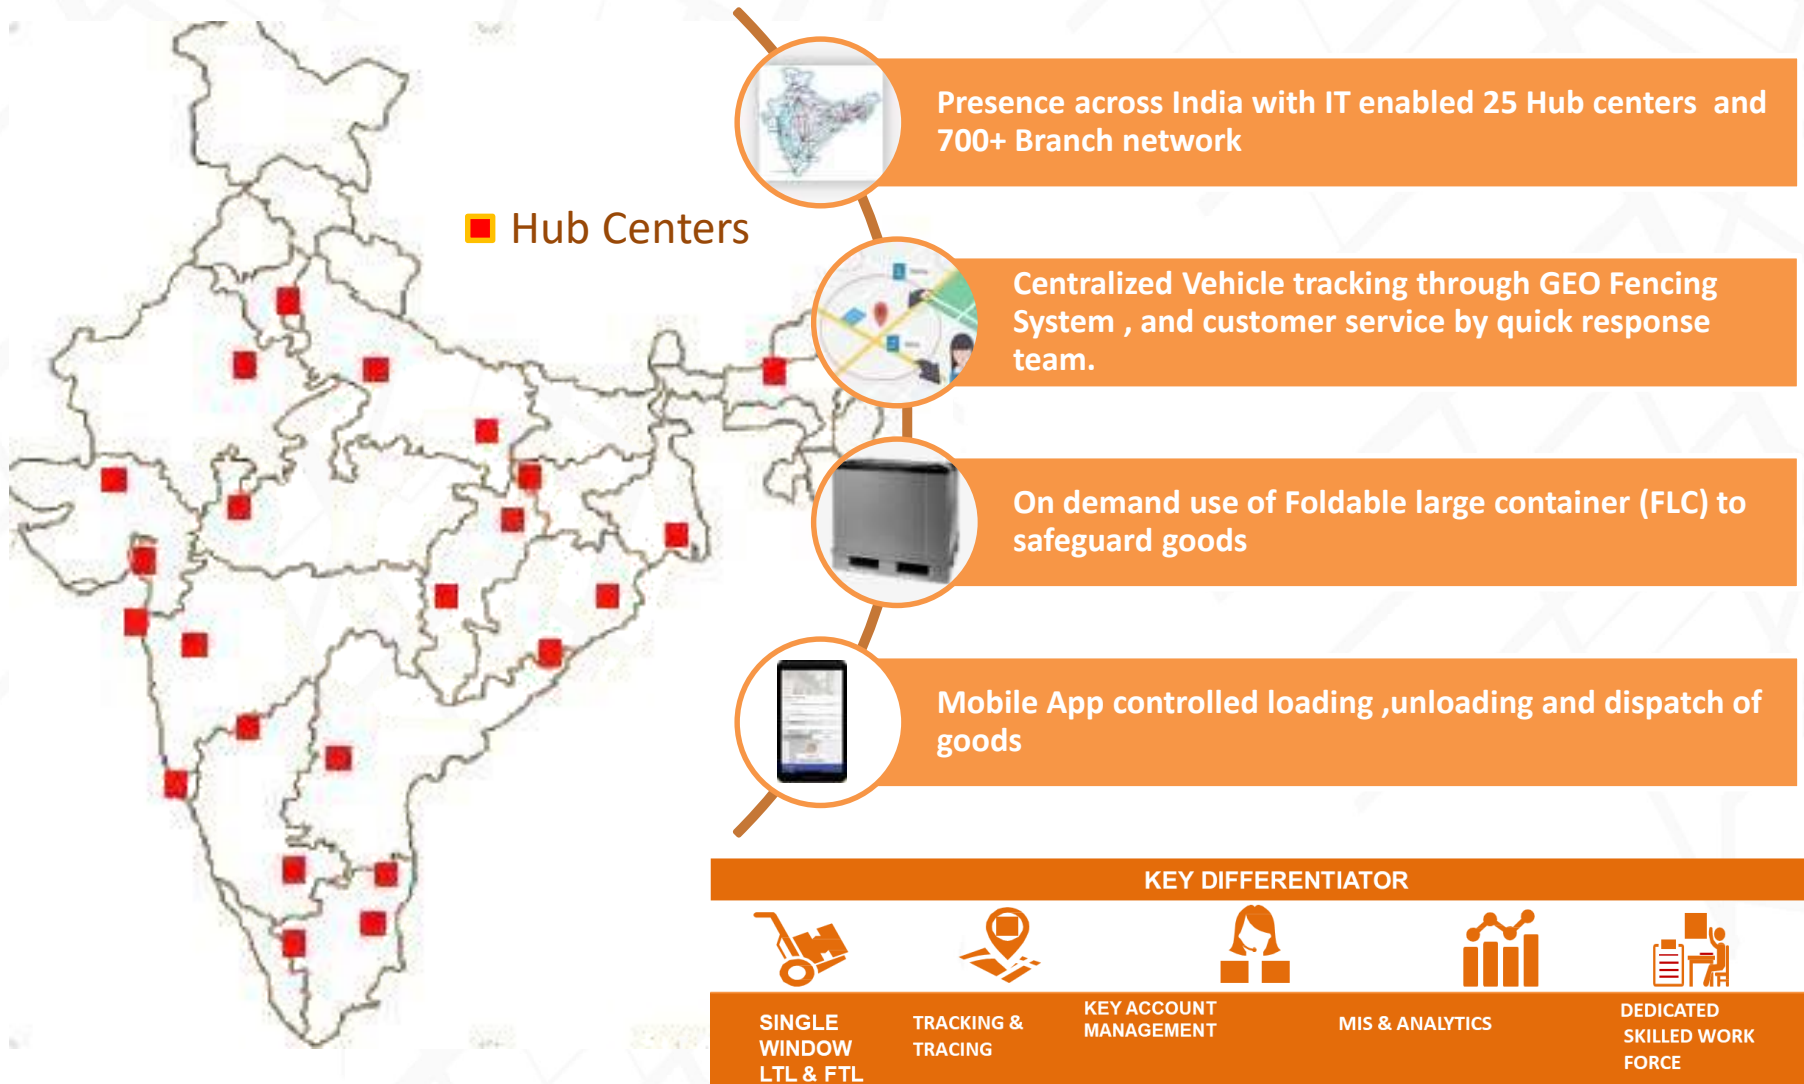 Hub Centers
Presence across India with IT enabled 25 Hub centers and
700+ Branch network
Centralized Vehicle tracking through GEO Fencing
System , and customer service by quick response
team.
On demand use of Foldable large container (FLC) to
safeguard goods
Mobile App controlled loading ,unloading and dispatch of
goods
KEY DIFFERENTIATOR
SINGLE
WINDOW
LTL & FTL
TRACKING &
TRACING
KEY ACCOUNT
MANAGEMENT
MIS & ANALYTICS
DEDICATED
SKILLED WORK
FORCE